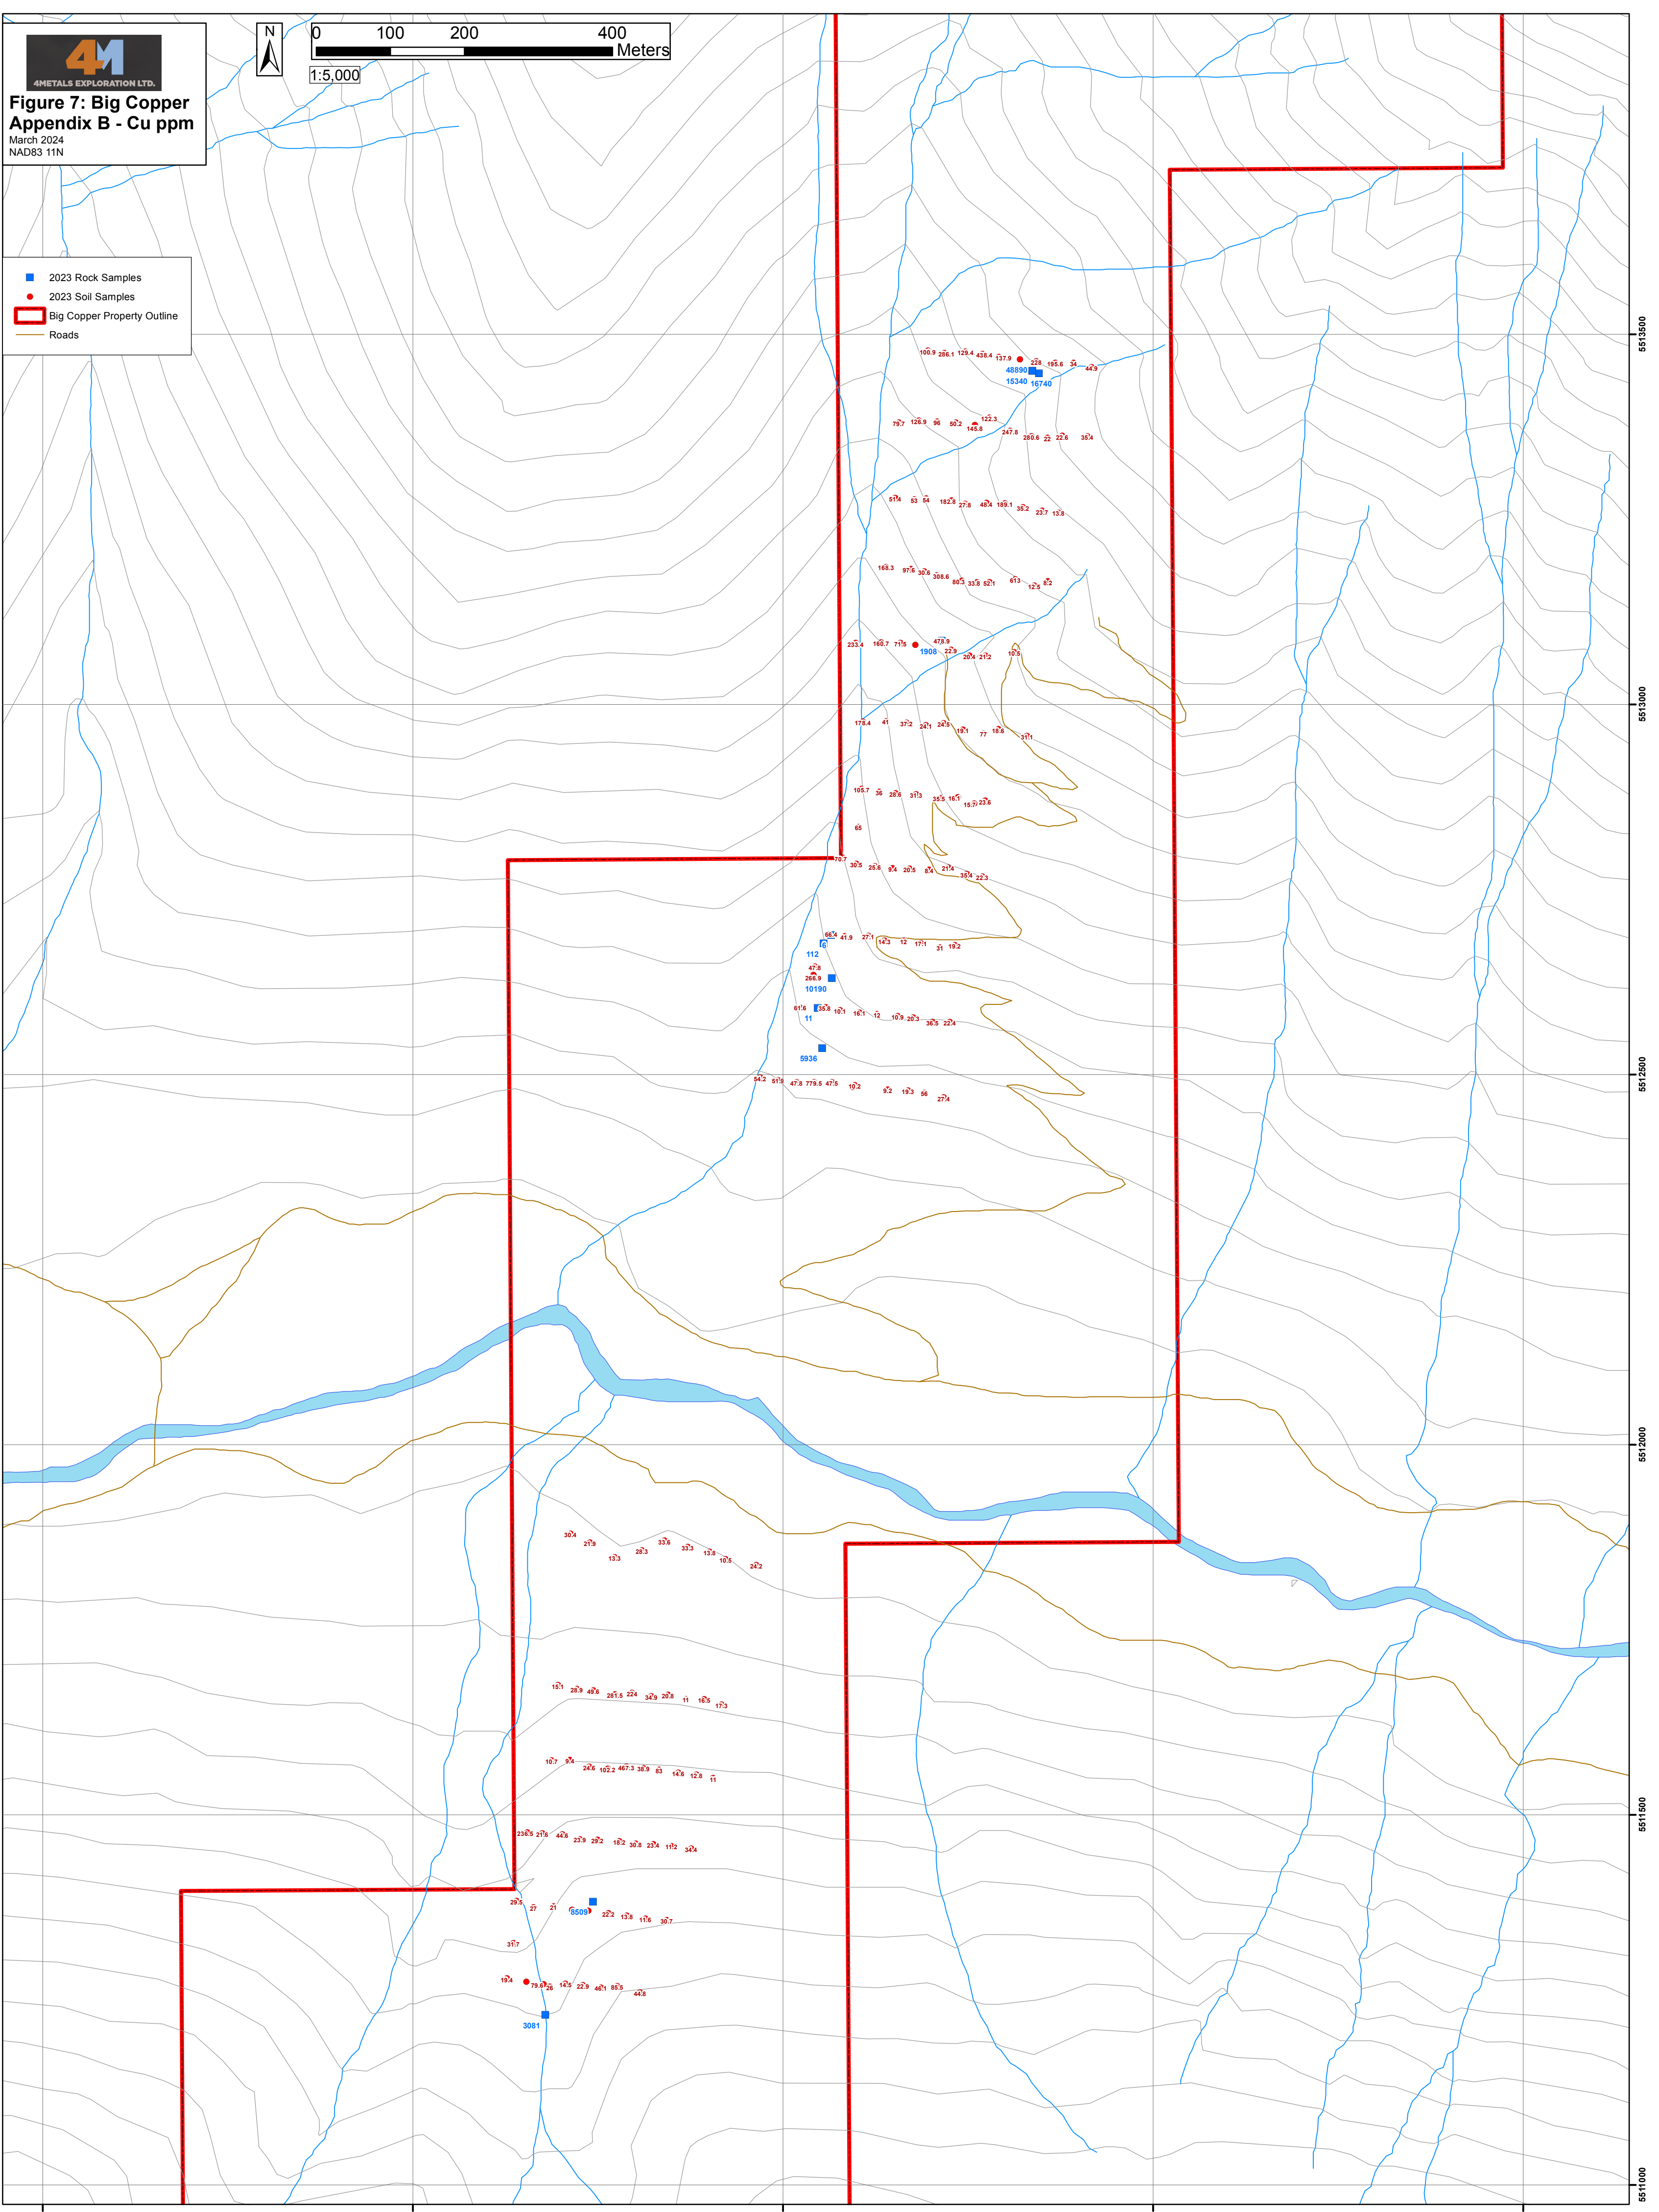 4M
4METALS EXPLORATION LTD.
Figure 7: Big Copper
Appendix B - Cu ppm
March 2024
NAD83 11N
N
0 100 200 400
Meters
1:5,000
2023 Rock Samples
2023 Soil Samples
Big Copper Property Outline
Roads
5513500
100.9 286.1 129.4 438.4 137.9 228 195.6 34 44.9
48890
15340 16740
79.7 126.9 96 50.2 145.8 122.3 247.8 280.6 22 22.6 35.4
51.4 53 54 182.8 27.8 48.4 189.1 35.2 23.7 13.8
168.3 97.6 30.6 308.6 80.3 33.8 52.1 613 12.5 8.2
233.4 160.7 71.5 478.9 22.9 20.4 21.2 10.5
1908
5513000
178.4 41 37.2 24.1 24.5 19.1 77 18.6 31.1
105.7 36 28.6 31.3 35.5 16.1 15.7 23.6
65
70.7 30.5 25.6 9.4 20.5 8.4 21.4 35.4 22.3
66.4 41.9 27.1 14.3 12 17.1 31 19.2
6
112
47.8
266.9
10190
61.6 35.8 10.1 16.1 12 10.9 20.3 36.5 22.4
11
5936
5512500
54.2 51.9 47.8 779.5 47.5 10.2 9.2 19.3 56 27.4
5512000
30.4 21.9 13.3 28.3 33.6 33.3 13.8 10.5 24.2
15.1 28.9 49.6 281.5 224 34.9 20.8 11 16.5 17.3
10.7 9.4 24.6 102.2 467.3 38.9 83 14.6 12.8 11
5511500
236.5 21.6 44.6 23.9 29.2 18.2 30.8 23.4 11.2 34.4
29.5 27 21 22.2 13.8 11.6 30.7
8509
31.7
19.4 79.6 26 14.5 22.9 46.1 85.5 44.8
3081
5511000